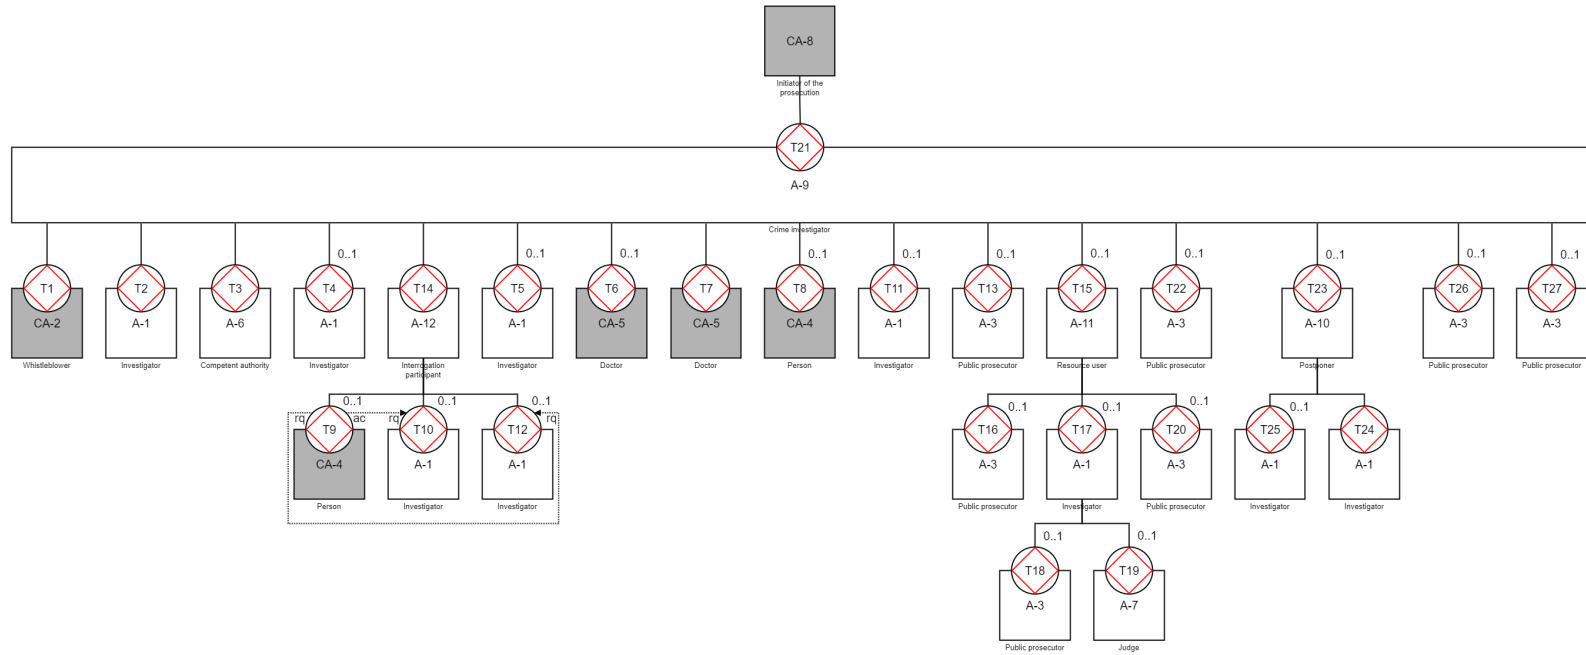 CA-8
Initiator of the
prosecution
T21
A-9
Crime investigator
0..1 0..1 0..1 0..1 0..1 0..1 0..1 0..1 0..1 0..1 0..1
T1 T2 T3 T4 T14 T5 T6 T7 T8 T11 T13 T15 T22 T23 T26 T27
CA-2 A-1 A-6 A-1 A-12 A-1 CA-5 CA-5 CA-4 A-1 A-3 A-11 A-3 A-10 A-3 A-3
Whistleblower Investigator Competent authority Investigator Interrogation Investigator Doctor Doctor Person Investigator Public prosecutor Resource user Public prosecutor Postponer Public prosecutor Public prosecutor
participant
0..1 0..1 0..1 0..1 0..1 0..1 0..1
rq ac rq rq
T9 T10 T12 T16 T17 T20 T25 T24
CA-4 A-1 A-1 A-3 A-1 A-3 A-1 A-1
Person Investigator Investigator Public prosecutor Investigator Public prosecutor Investigator Investigator
0..1 0..1
T18 T19
A-3 A-7
Public prosecutor Judge